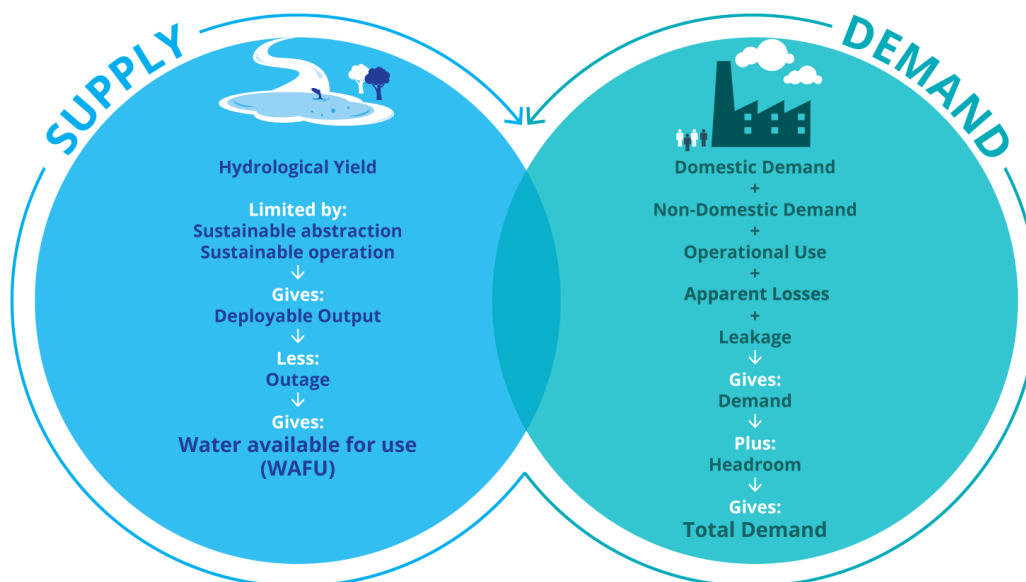 SUPPLY
Hydrological Yield
Limited by:
Sustainable abstraction
Sustainable operation
↓
Gives:
Deployable Output
↓
Less:
Outage
↓
Gives:
Water available for use
(WAFU)
DEMAND
Domestic Demand
+
Non-Domestic Demand
+
Operational Use
+
Apparent Losses
+
Leakage
↓
Gives:
Demand
↓
Plus:
Headroom
↓
Gives:
Total Demand